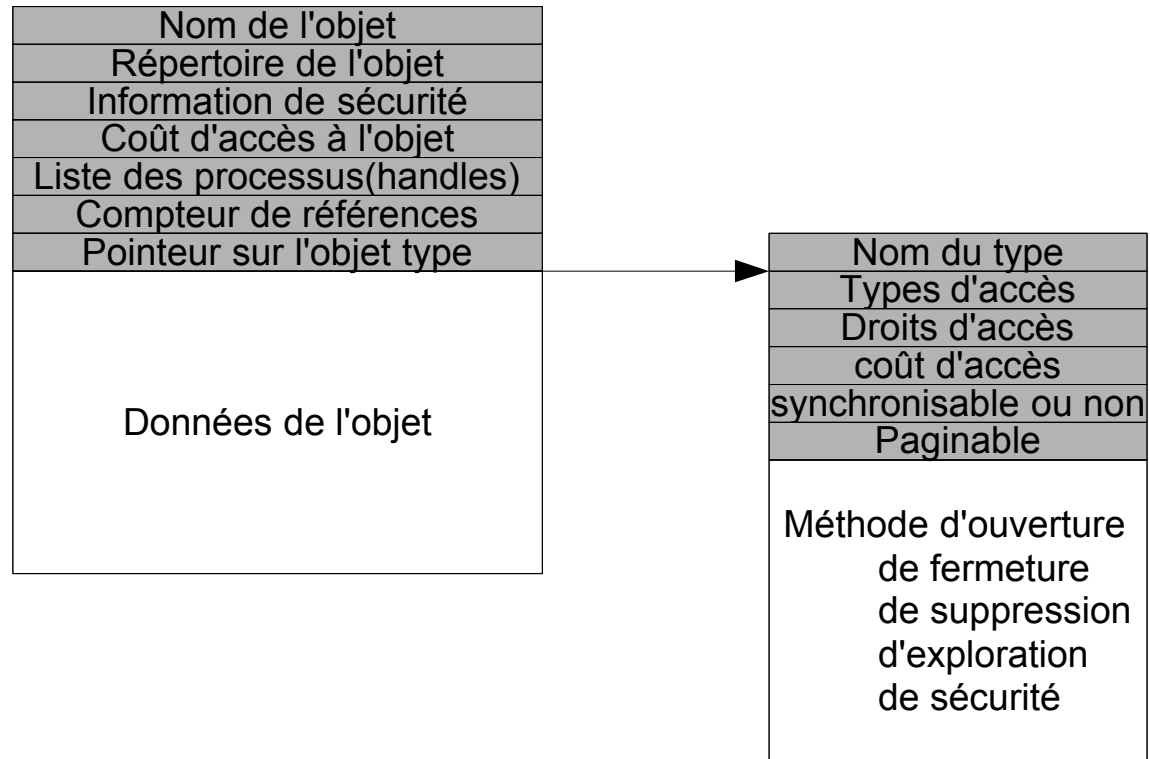 Nom de l'objet
Répertoire de l'objet
Information de sécurité
Coût d'accès à l'objet
Liste des processus(handles)
Compteur de références
Pointeur sur l'objet type
Données de l'objet
Nom du type
Types d'accès
Droits d'accès
coût d'accès
synchronisable ou non
Paginable
Méthode d'ouverture
de fermeture
de suppression
d'exploration
de sécurité